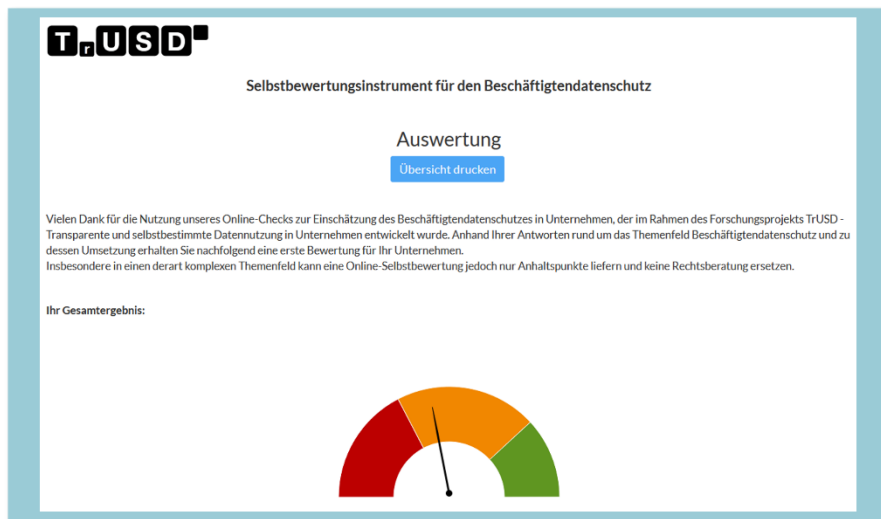 TrUSD
Selbstbewertungsinstrument für den Beschäftigtendatenschutz
Auswertung
Übersicht drucken
Vielen Dank für die Nutzung unseres Online-Checks zur Einschätzung des Beschäftigtendatenschutzes in Unternehmen, der im Rahmen des Forschungsprojekts TrUSD -
Transparente und selbstbestimmte Datennutzung in Unternehmen entwickelt wurde. Anhand Ihrer Antworten rund um das Themenfeld Beschäftigtendatenschutz und zu
dessen Umsetzung erhalten Sie nachfolgend eine erste Bewertung für Ihr Unternehmen.
Insbesondere in einen derart komplexen Themenfeld kann eine Online-Selbstbewertung jedoch nur Anhaltspunkte liefern und keine Rechtsberatung ersetzen.
Ihr Gesamtergebnis: